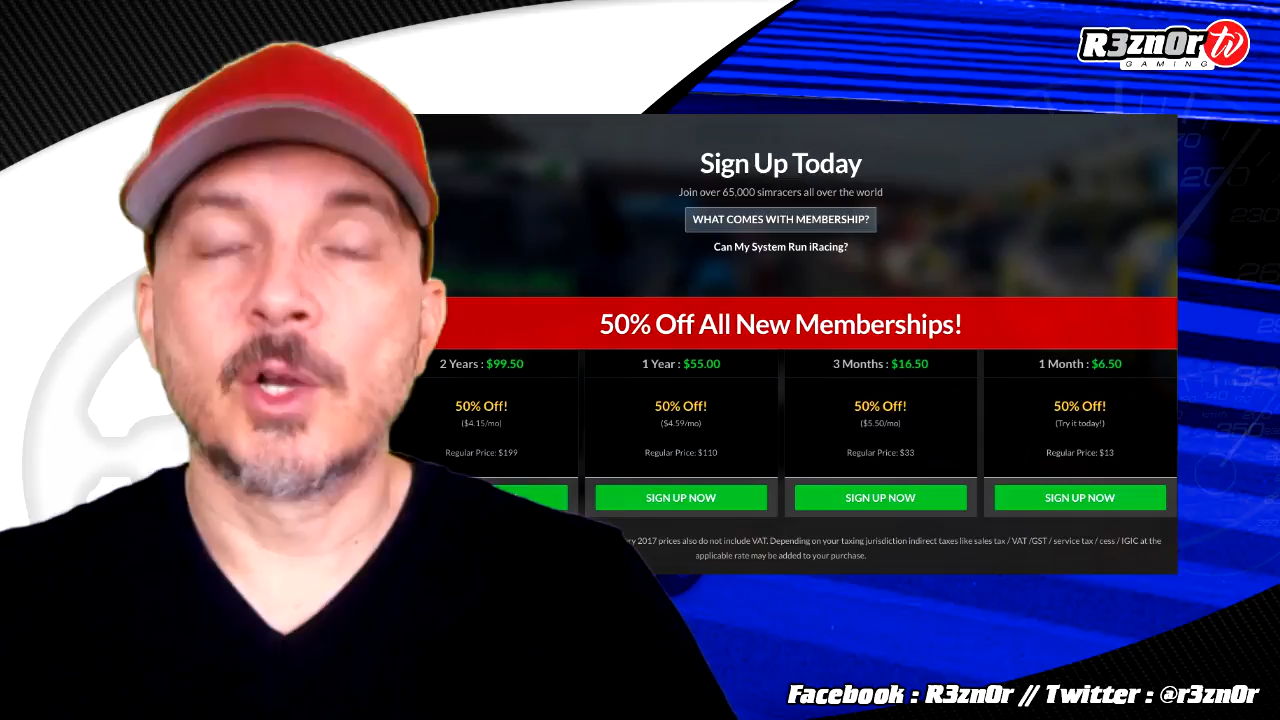 R3zn0r tv
GAMING
Sign Up Today
Join over 65,000 simracers all over the world
WHAT COMES WITH MEMBERSHIP?
Can My System Run iRacing?
50% Off All New Memberships!
2 Years : $99.50
50% Off!
($4.15/mo)
Regular Price: $199
1 Year : $55.00
50% Off!
($4.59/mo)
Regular Price: $110
SIGN UP NOW
3 Months : $16.50
50% Off!
($5.50/mo)
Regular Price: $33
SIGN UP NOW
1 Month : $6.50
50% Off!
(Try it today!)
Regular Price: $13
SIGN UP NOW
2017 prices also do not include VAT. Depending on your taxing jurisdiction indirect taxes like sales tax / VAT /GST / service tax / cess / IGIC at the
applicable rate may be added to your purchase.
Facebook : R3zn0r // Twitter : @r3zn0r